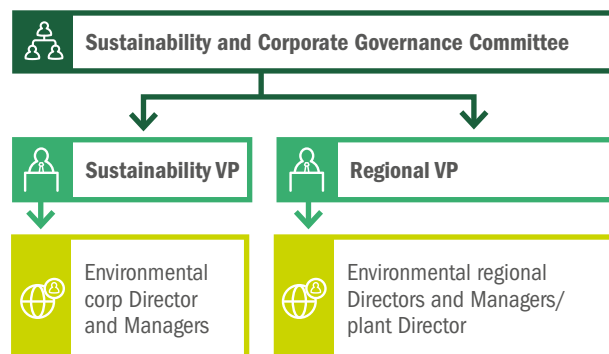 Sustainability and Corporate Governance Committee
Sustainability VP
Regional VP
Environmental
corp Director
and Managers
Environmental regional
Directors and Managers/
plant Director